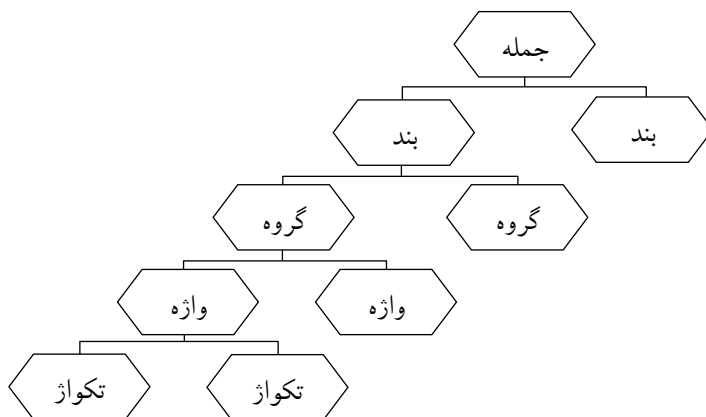 جمله
بند
بند
گروه
گروه
واژه
واژه
تکواژ
تکواژ